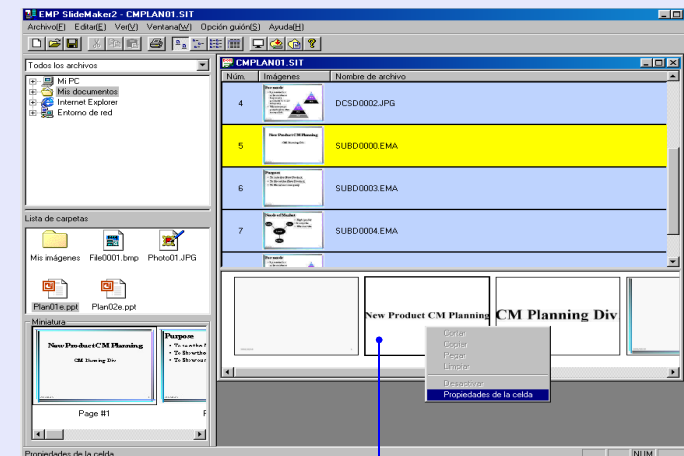 EMP SlideMaker2 - CMPLAN01.SIT
Archivo(F) Editar(E) Ver(V) Ventana(W) Opción guión(S) Ayuda(H)
Todos los archivos
Mi PC
Mis documentos
Internet Explorer
Entorno de red
CMPLAN01.SIT
Núm. Imágenes Nombre de archivo
4 DCSD0002.JPG
New Product CM Planning
5 SUBD0000.EMA
Purpose
6 SUBD0003.EMA
7 SUBD0004.EMA
Lista de carpetas
Mis imágenes File0001.bmp Photo01.JPG
Plan01e.ppt Plan02e.ppt
Miniatura
New Product CM Planning
CM Planning Div
Purpose
Page #1
New Product CM Planning
CM Planning Div
Cortar
Copiar
Pegar
Limpiar
Desactivar
Propiedades de la celda
Propiedades de la celda
NUM